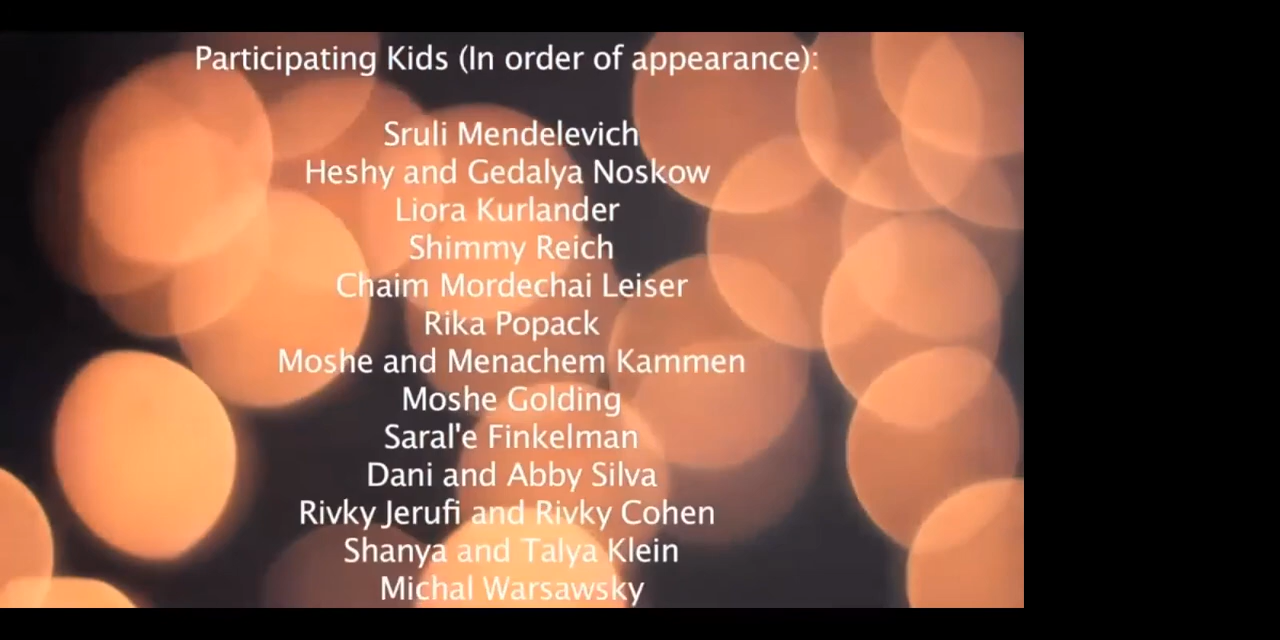 Participating Kids (In order of appearance):
Sruli Mendelevich
Heshy and Gedalya Noskow
Liora Kurlander
Shimmy Reich
Chaim Mordechai Leiser
Rika Popack
Moshe and Menachem Kammen
Moshe Golding
Saral'e Finkelman
Dani and Abby Silva
Rivky Jerufi and Rivky Cohen
Shanya and Talya Klein
Michal Warsawsky